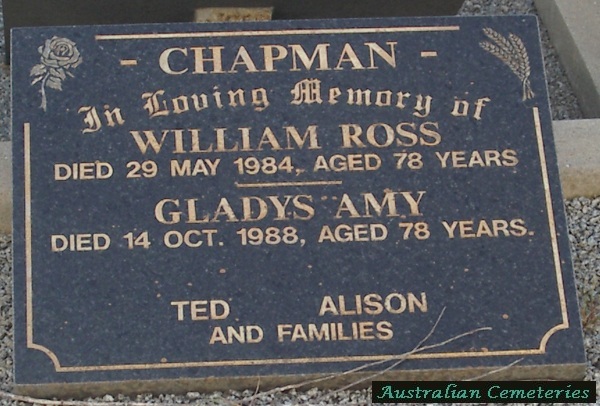 - CHAPMAN -
In Loving Memory of
WILLIAM ROSS
DIED 29 MAY 1984, AGED 78 YEARS
GLADYS AMY
DIED 14 OCT. 1988, AGED 78 YEARS.
TED ALISON
AND FAMILIES
Australian Cemeteries